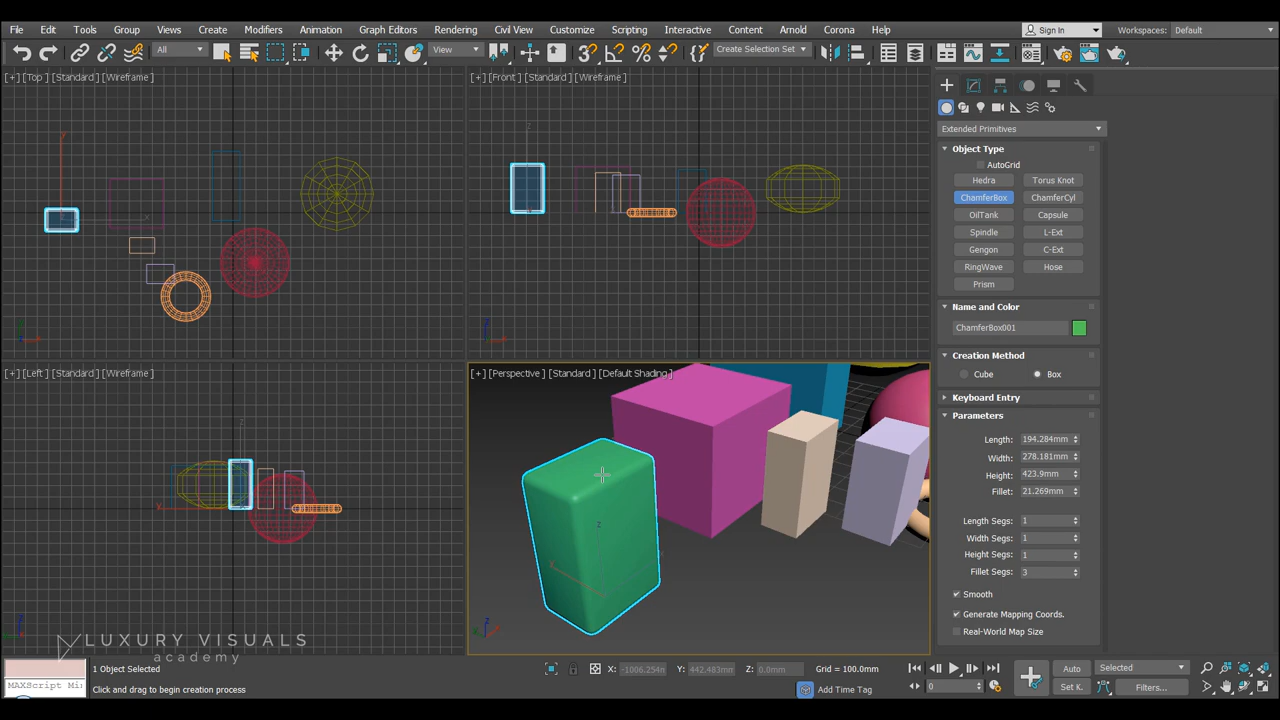 File Edit Tools Group Views Create Modifiers Animation Graph Editors Rendering Civil View Customize Scripting Interactive Content Arnold Corona Help Sign In Workspaces: Default
All View Create Selection Set
[+] [Top] [Standard] [Wireframe]
[+] [Front] [Standard] [Wireframe]
[+] [Left] [Standard] [Wireframe]
[+] [Perspective] [Standard] [Default Shading]
Extended Primitives
Object Type
AutoGrid
Hedra Torus Knot
ChamferBox ChamferCyl
OilTank Capsule
Spindle L-Ext
Gengon C-Ext
RingWave Hose
Prism
Name and Color
ChamferBox001
Creation Method
Cube Box
Keyboard Entry
Parameters
Length: 194.284mm
Width: 278.181mm
Height: 423.9mm
Fillet: 21.269mm
Length Segs: 1
Width Segs: 1
Height Segs: 1
Fillet Segs: 3
Smooth
Generate Mapping Coords.
Real-World Map Size
LUXURY VISUALS
academy
1 Object Selected X: -1006.254n Y: 442.483mm Z: 0.0mm Grid = 100.0mm Auto Selected
MAXScript Mi: Click and drag to begin creation process Add Time Tag 0 Set K. Filters...